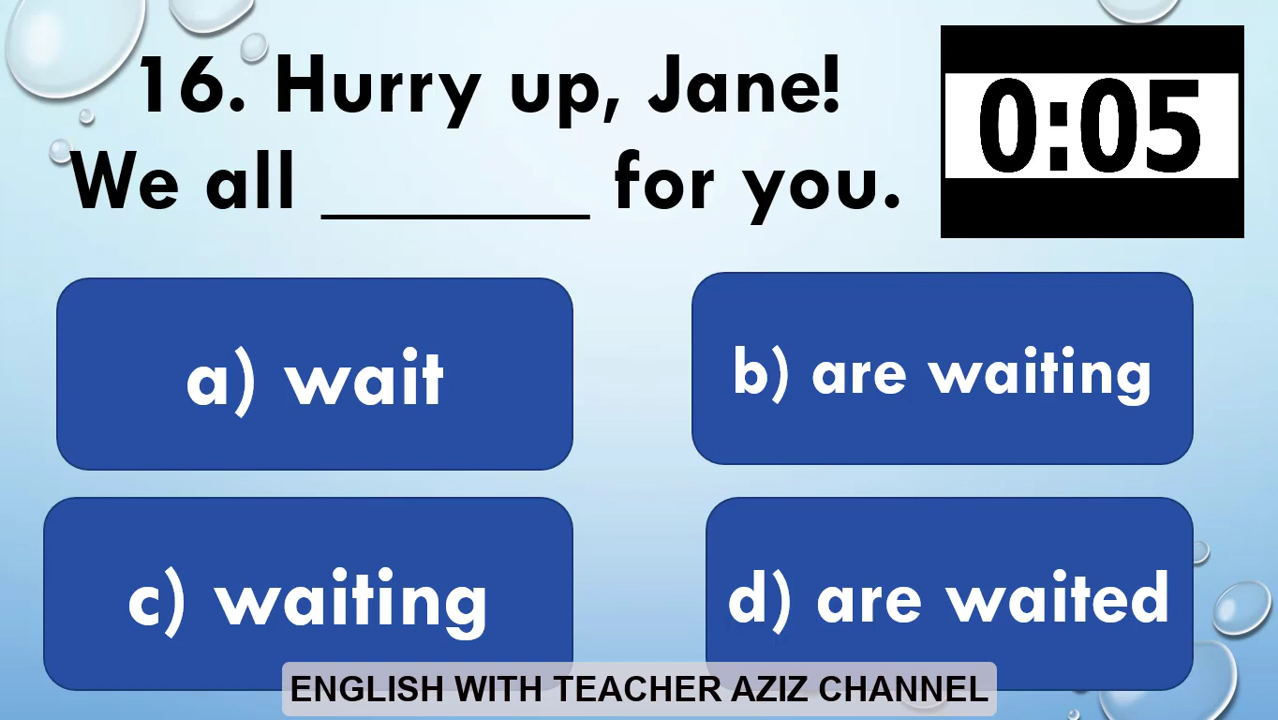 16. Hurry up, Jane!
We all _______ for you.
0:05
a) wait
b) are waiting
c) waiting
d) are waited
ENGLISH WITH TEACHER AZIZ CHANNEL